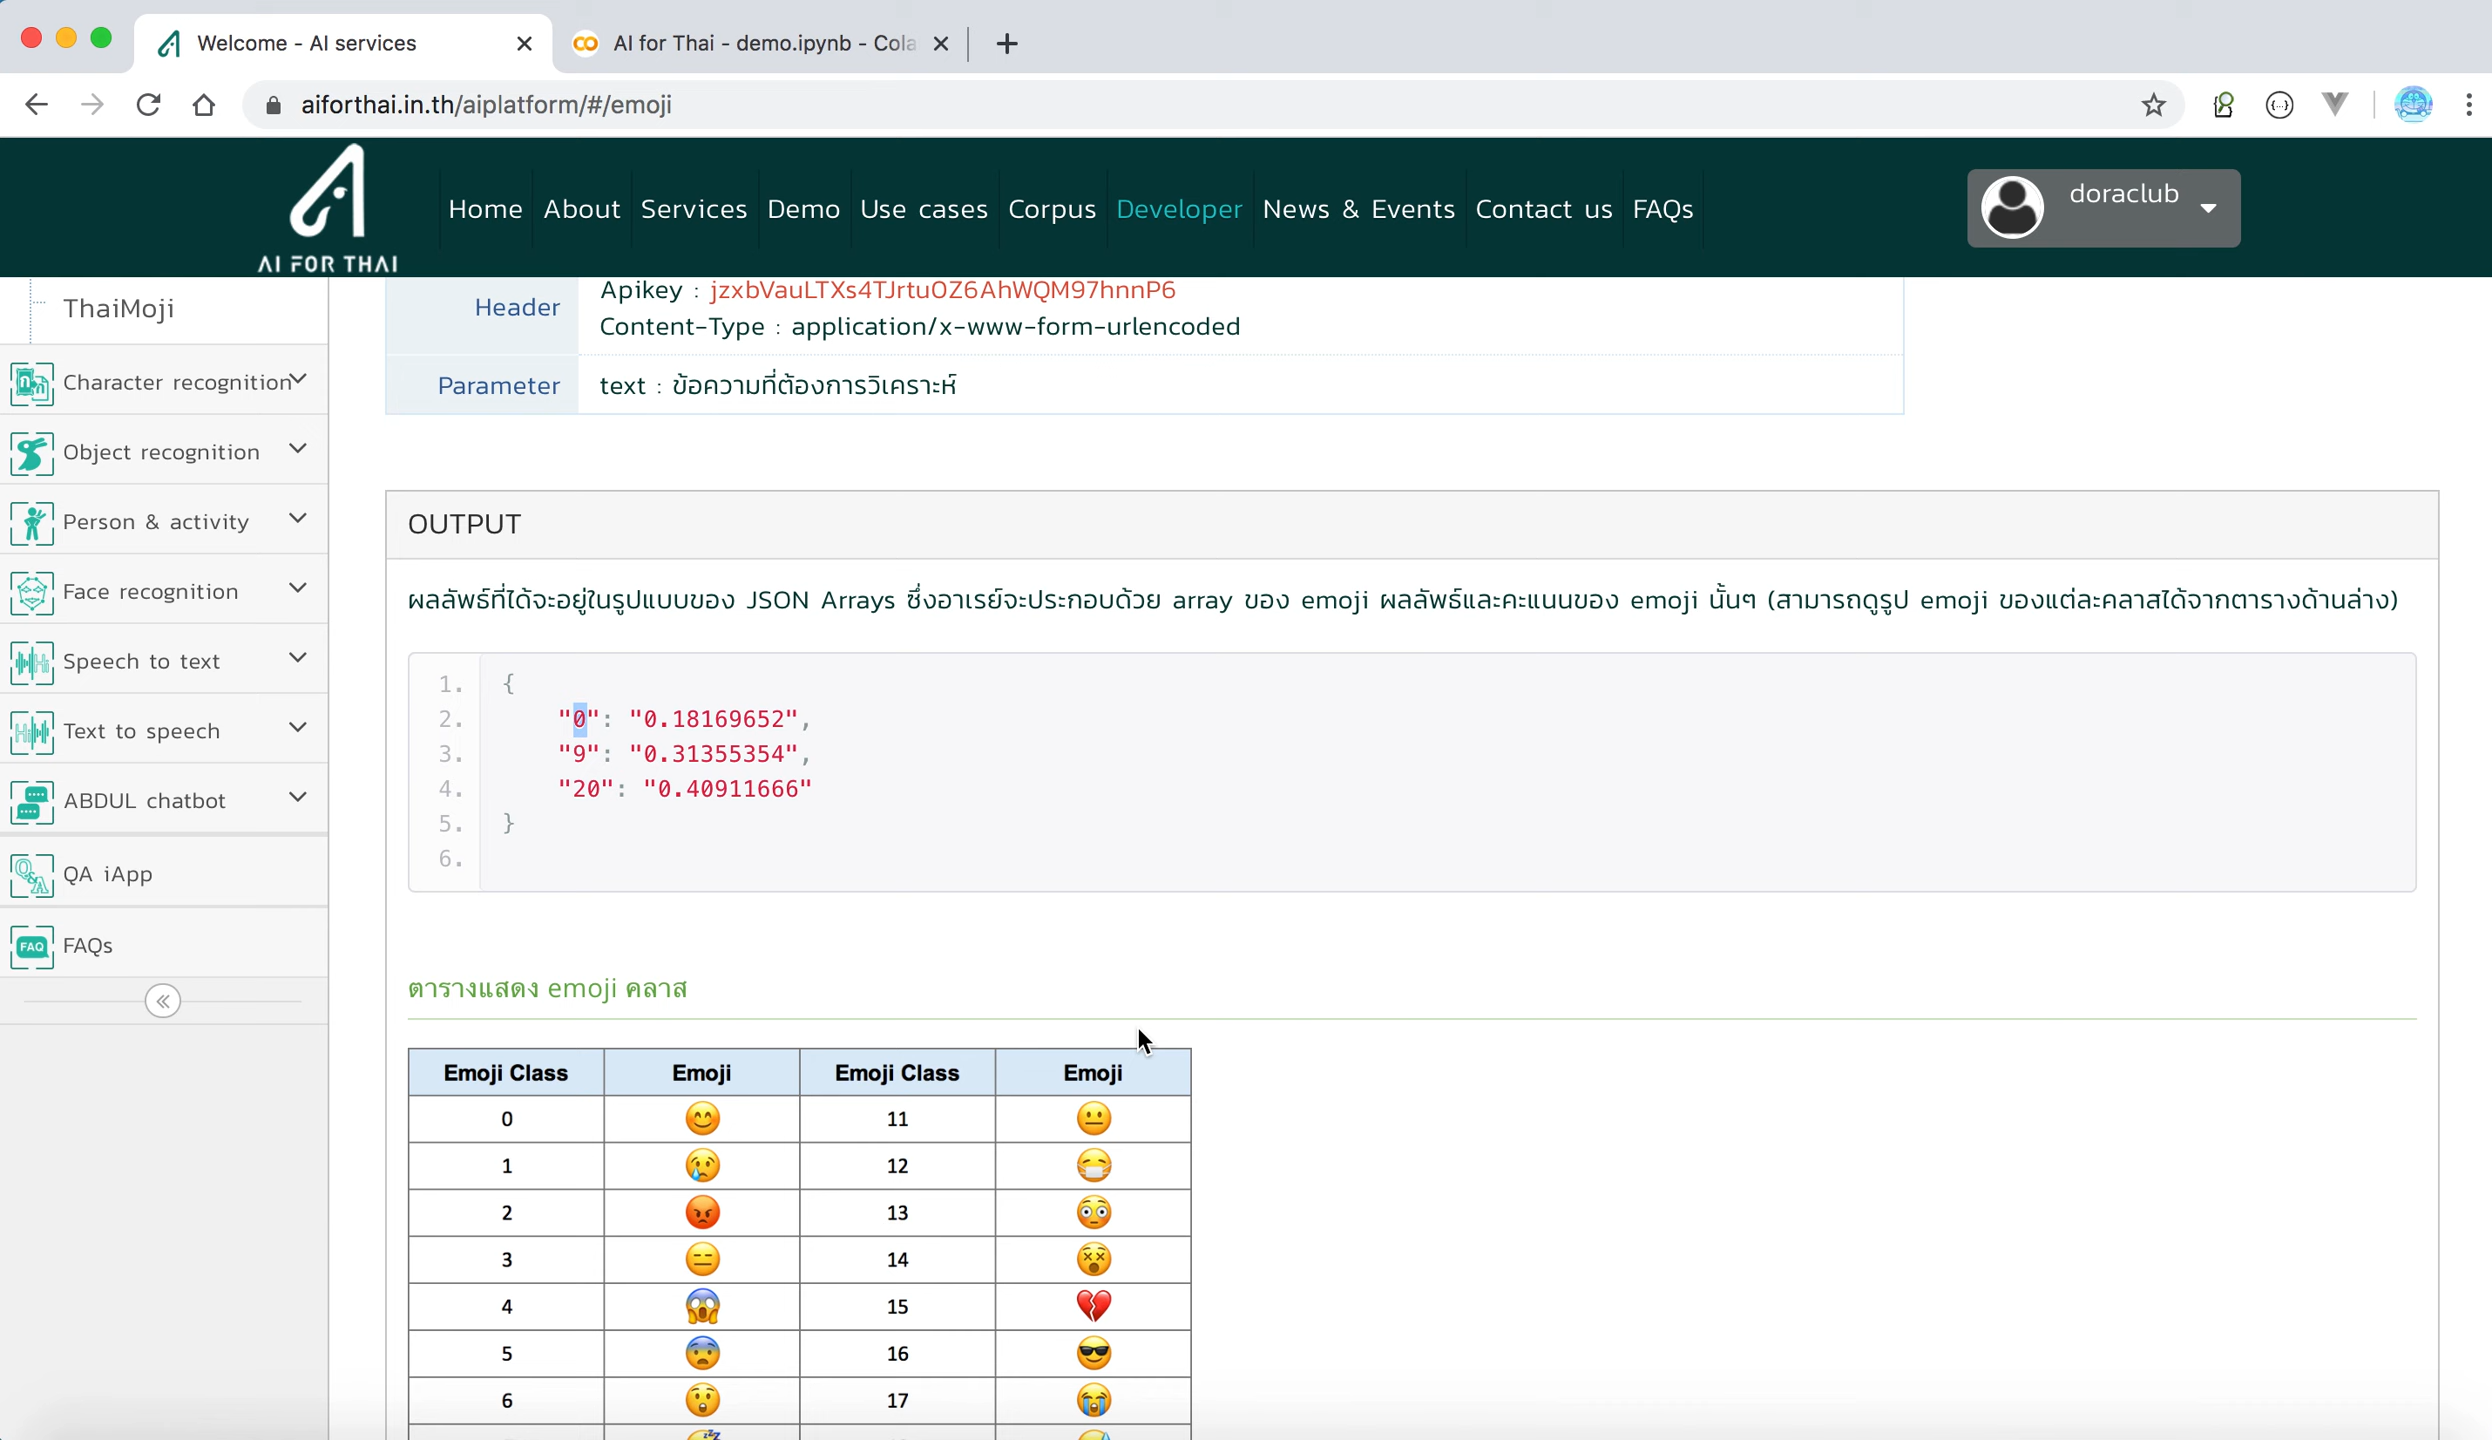 Welcome - AI services
AI for Thai - demo.ipynb - Cola
aiforthai.in.th/aiplatform/#/emoji
AI FOR THAI
Home About Services Demo Use cases Corpus Developer News & Events Contact us FAQs
doraclub
ThaiMoji
Character recognition
Object recognition
Person & activity
Face recognition
Speech to text
Text to speech
ABDUL chatbot
QA iApp
FAQ FAQs
Header
Apikey : jzxbVauLTXs4TJrtuOZ6AhWQM97hnnP6
Content-Type : application/x-www-form-urlencoded
Parameter
text : ข้อความที่ต้องการวิเคราะห์
OUTPUT
ผลลัพธ์ที่ได้จะอยู่ในรูปแบบของ JSON Arrays ซึ่งอาเรย์จะประกอบด้วย array ของ emoji ผลลัพธ์และคะแนนของ emoji นั้นๆ (สามารถดูรูป emoji ของแต่ละคลาสได้จากตารางด้านล่าง)
1. {
2. "0": "0.18169652",
3. "9": "0.31355354",
4. "20": "0.40911666"
5. }
6.
ตารางแสดง emoji คลาส
Emoji Class Emoji Emoji Class Emoji
0 😊 11 😐
1 😢 12 😷
2 😡 13 😳
3 😑 14 😵
4 😱 15 💔
5 😨 16 😎
6 😲 17 😭